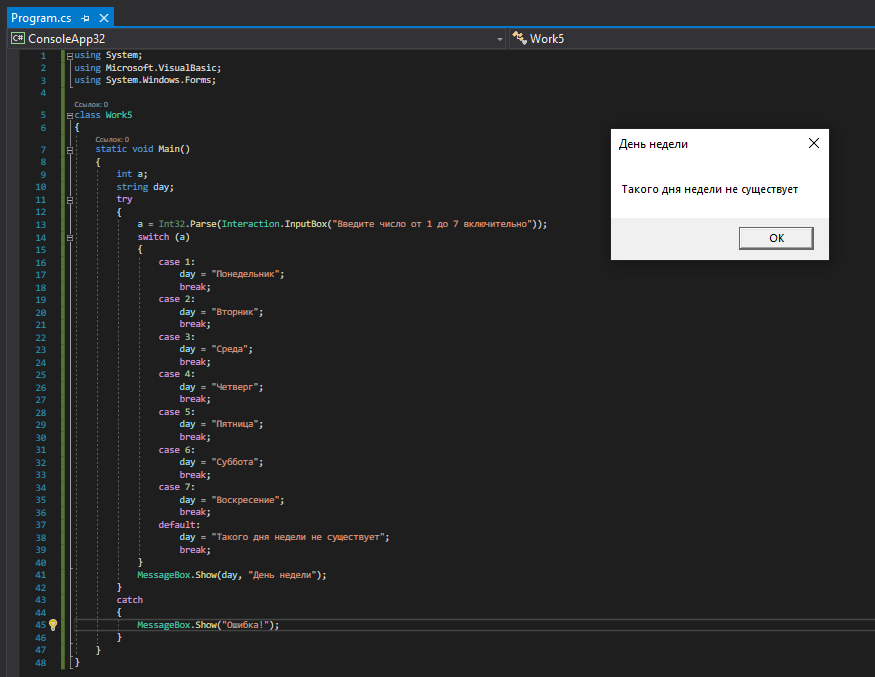 Program.cs
C# ConsoleApp32
Work5
1 using System;
2 using Microsoft.VisualBasic;
3 using System.Windows.Forms;
4
Ссылок: 0
5 class Work5
6 {
Ссылок: 0
7 static void Main()
8 {
9 int a;
10 string day;
11 try
12 {
13 a = Int32.Parse(Interaction.InputBox("Введите число от 1 до 7 включительно"));
14 switch (a)
15 {
16 case 1:
17 day = "Понедельник";
18 break;
19 case 2:
20 day = "Вторник";
21 break;
22 case 3:
23 day = "Среда";
24 break;
25 case 4:
26 day = "Четверг";
27 break;
28 case 5:
29 day = "Пятница";
30 break;
31 case 6:
32 day = "Суббота";
33 break;
34 case 7:
35 day = "Воскресение";
36 break;
37 default:
38 day = "Такого дня недели не существует";
39 break;
40 }
41 MessageBox.Show(day, "День недели");
42 }
43 catch
44 {
45 MessageBox.Show("Ошибка!");
46 }
47 }
48 }
День недели
Такого дня недели не существует
ОК